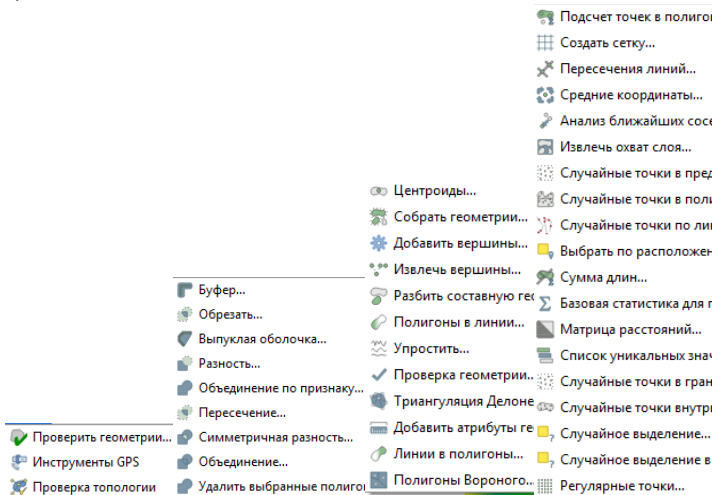 Проверить геометрии...
Инструменты GPS
Проверка топологии
Буфер...
Обрезать...
Выпуклая оболочка...
Разность...
Объединение по признаку...
Пересечение...
Симметричная разность...
Объединение...
Удалить выбранные полиго
Центроиды...
Собрать геометрии...
Добавить вершины...
Извлечь вершины...
Разбить составную гео
Полигоны в линии...
Упростить...
Проверка геометрии...
Триангуляция Делоне
Добавить атрибуты ге
Линии в полигоны...
Полигоны Вороного...
Подсчет точек в полигон
Создать сетку...
Пересечения линий...
Средние координаты...
Анализ ближайших сосе
Извлечь охват слоя...
Случайные точки в пред
Случайные точки в поли
Случайные точки по лин
Выбрать по расположен
Сумма длин...
Базовая статистика для п
Матрица расстояний...
Список уникальных знач
Случайные точки в гран
Случайные точки внутри
Случайное выделение...
Случайное выделение в
Регулярные точки...